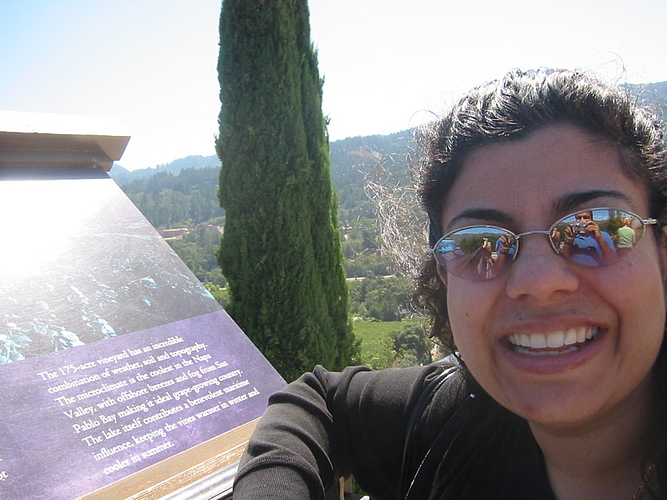 The 175-acre vineyard has an incredible
combination of weather, soil and topography.
The microclimate is the coolest in the Napa
Valley, with offshore breezes and fog from San
Pablo Bay making it ideal grape-growing country.
The lake itself contributes a benevolent maritime
influence, keeping the vines warmer in winter and
cooler in summer.